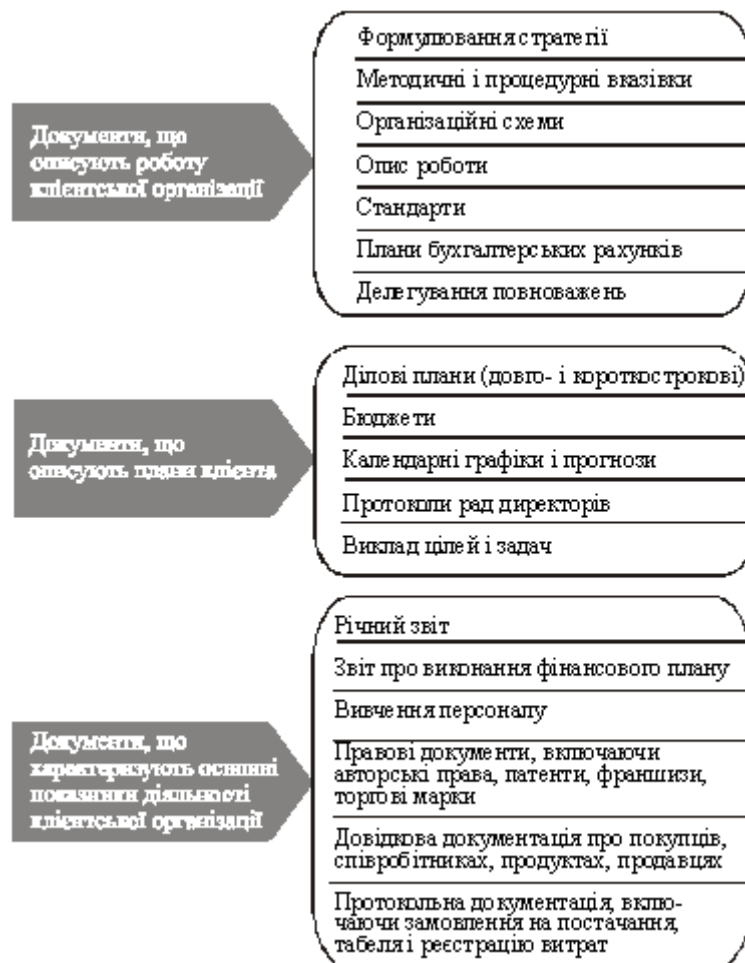 Документи, що
описують роботу
клієнтської організації
Формулювання стратегії
Методичні і процедурні вказівки
Організаційні схеми
Опис роботи
Стандарти
Плани бухгалтерських рахунків
Делегування повноважень
Документи, що
описують плани клієнта
Ділові плани (довго- і короткострокові)
Бюджети
Календарні графіки і прогнози
Протоколи рад директорів
Виклад цілей і задач
Документи, що
характеризують основні
показники діяльності
клієнтської організації
Річний звіт
Звіт про виконання фінансового плану
Вивчення персоналу
Правові документи, включаючи
авторські права, патенти, франшизи,
торгові марки
Довідкова документація про покупців,
співробітниках, продуктах, продавцях
Протокольна документація, вклю-
чаючи замовлення на постачання,
табеля і реєстрацію витрат